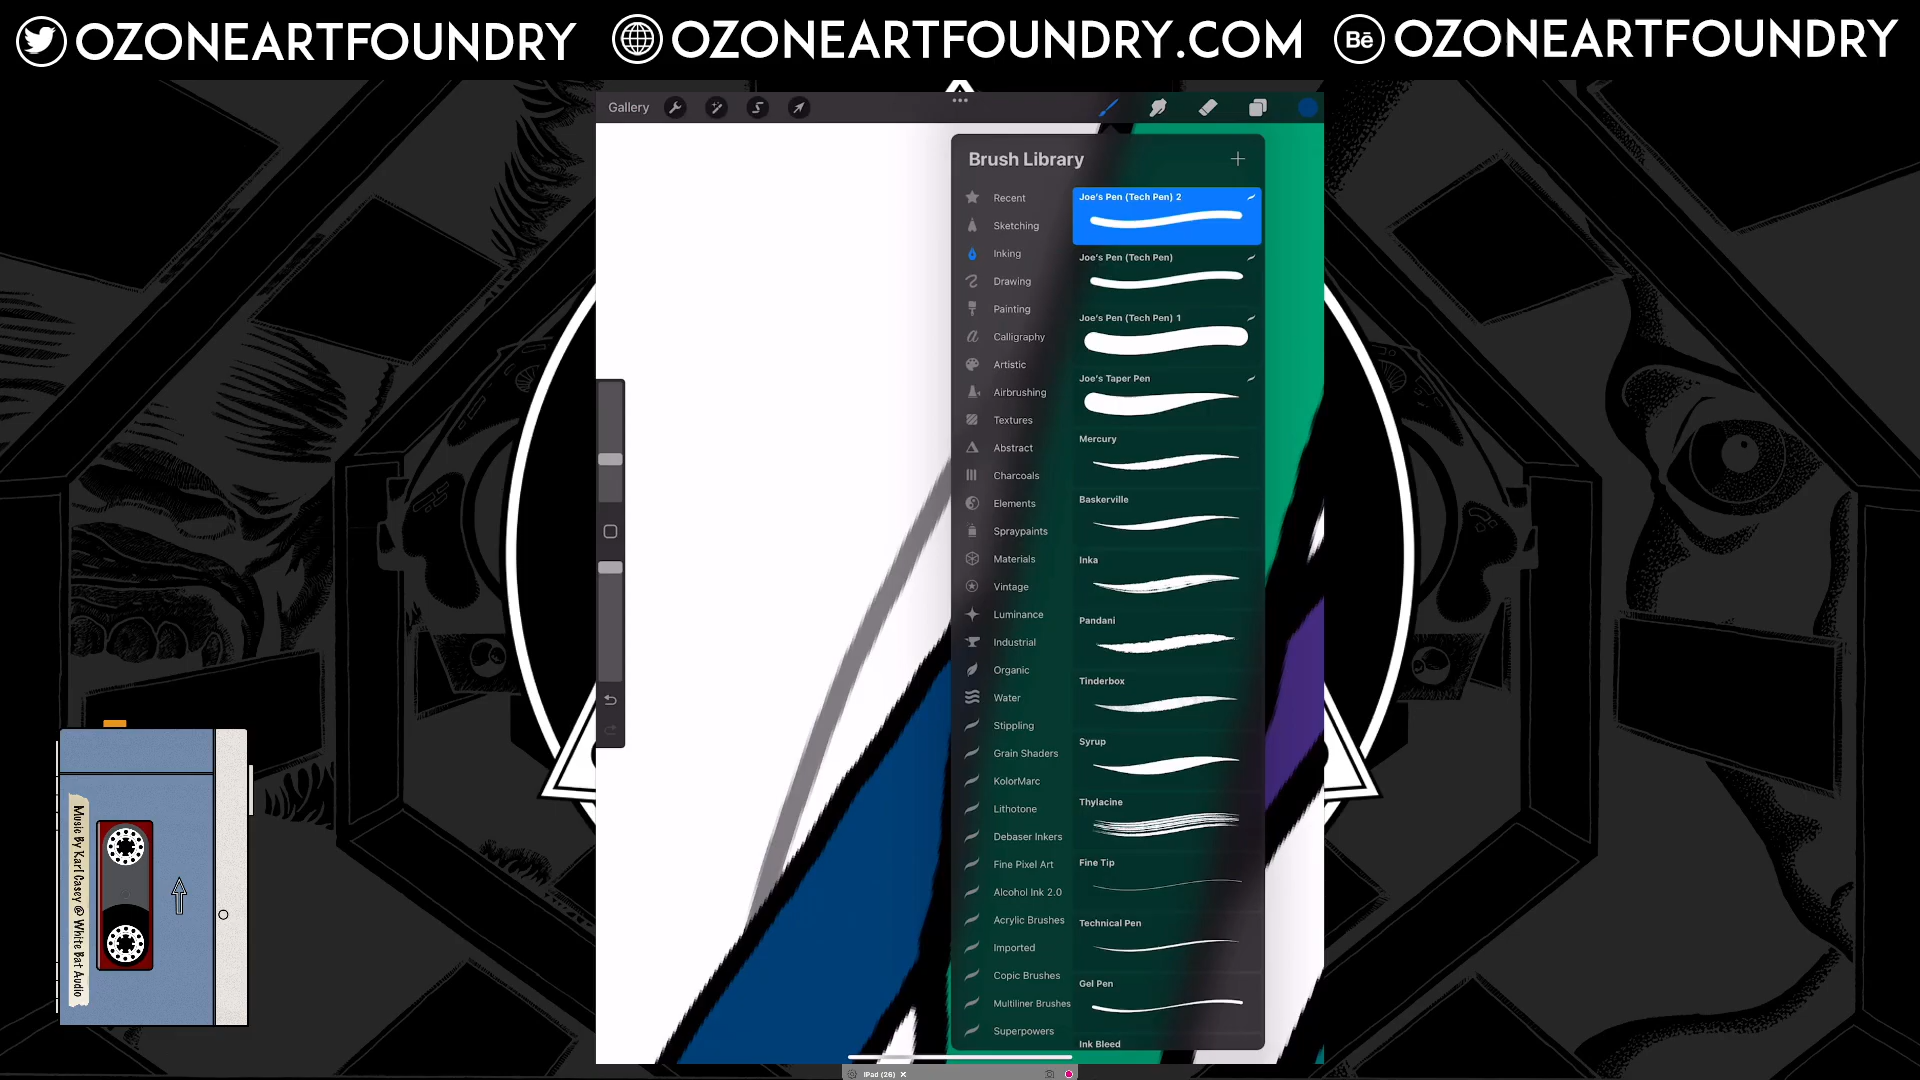 OZONEARTFOUNDRY
OZONEARTFOUNDRY.COM
Bē OZONEARTFOUNDRY
Gallery
Brush Library
Recent
Sketching
Inking
Drawing
Painting
Calligraphy
Artistic
Airbrushing
Textures
Abstract
Charcoals
Elements
Spraypaints
Materials
Vintage
Luminance
Industrial
Organic
Water
Stippling
Grain Shaders
KolorMarc
Lithotone
Debaser Inkers
Fine Pixel Art
Alcohol Ink 2.0
Acrylic Brushes
Imported
Copic Brushes
Multiliner Brushes
Superpowers
Joe's Pen (Tech Pen) 2
Joe's Pen (Tech Pen)
Joe's Pen (Tech Pen) 1
Joe's Taper Pen
Mercury
Baskerville
Inka
Pandani
Tinderbox
Syrup
Thylacine
Fine Tip
Technical Pen
Gel Pen
Ink Bleed
Music By Karl Casey @ White Bat Audio
iPad (26)